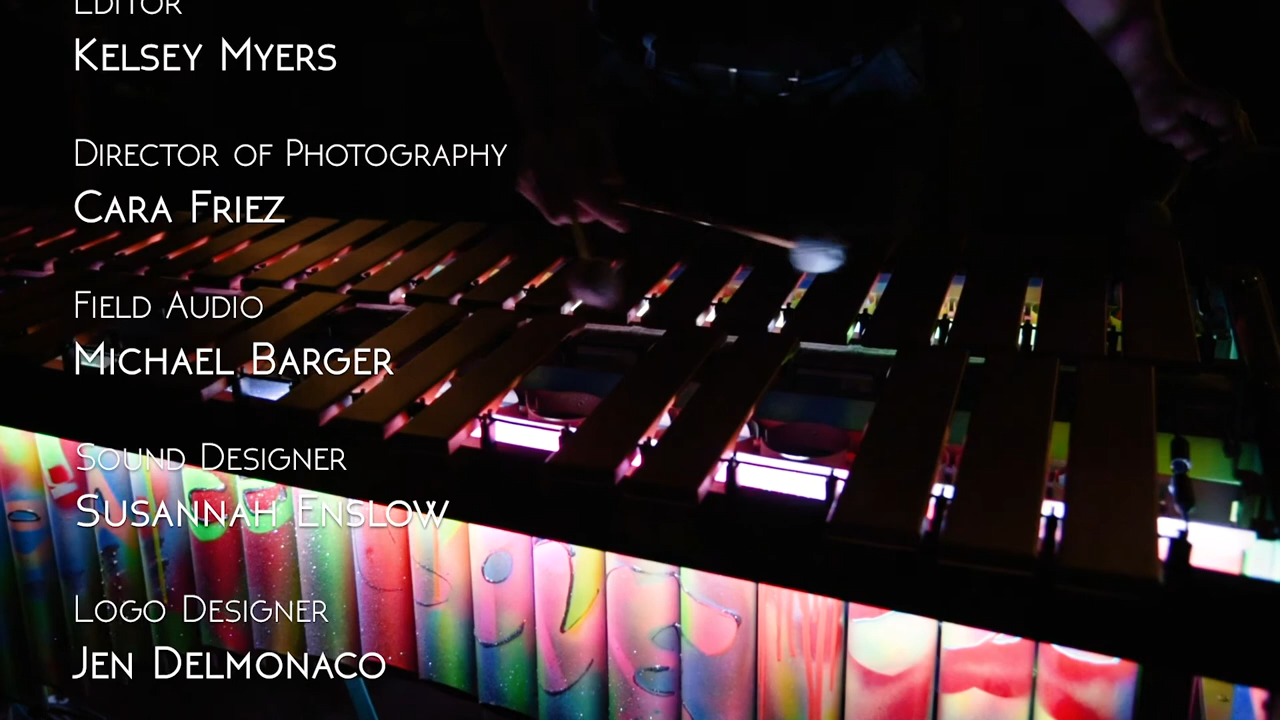 Editor
Kelsey Myers
Director of Photography
Cara Friez
Field Audio
Michael Barger
Sound Designer
Susannah Enslow
Logo Designer
Jen Delmonaco